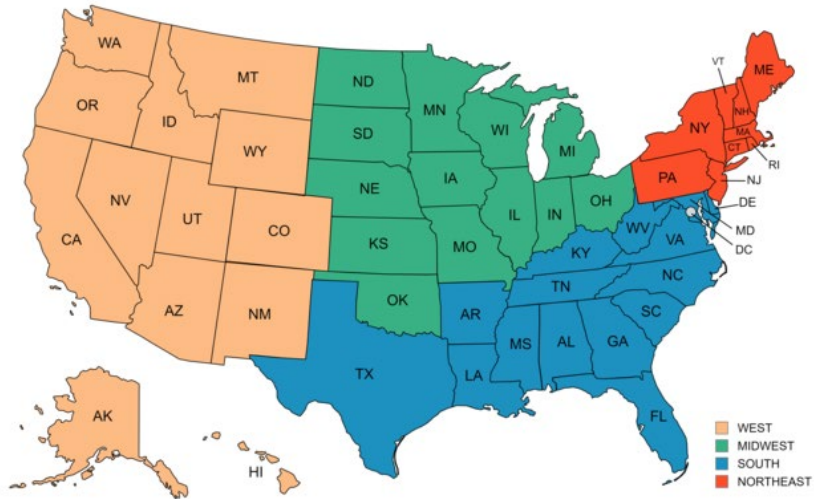 WA
MT
ND
MN
VT
ME
OR
ID
SD
WI
MI
NY
NH
MA
CT
RI
WY
NE
IA
PA
NJ
NV
UT
CO
IL
IN
OH
DE
MD
DC
CA
KS
MO
WV
VA
KY
AZ
NM
OK
AR
TN
NC
SC
MS
AL
GA
TX
LA
FL
AK
HI
WEST
MIDWEST
SOUTH
NORTHEAST